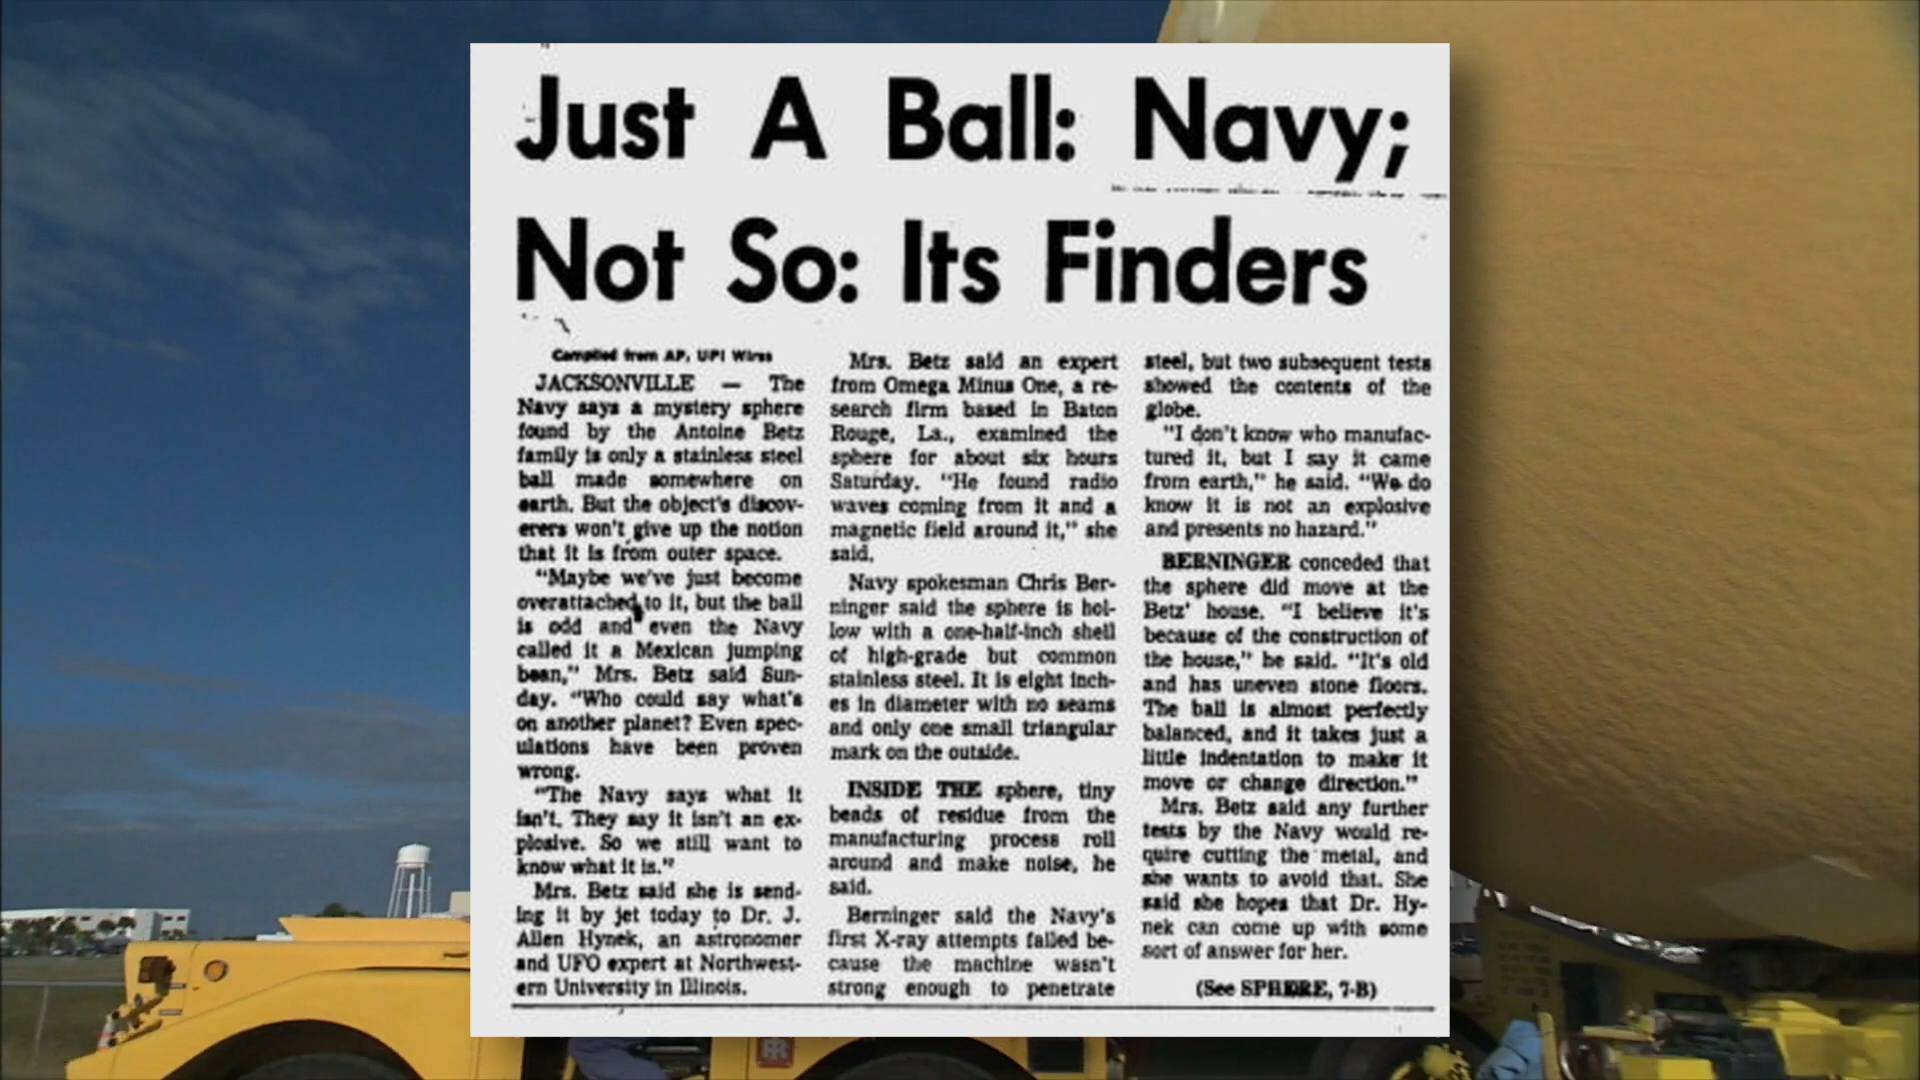 Just A Ball: Navy;
Not So: Its Finders
Compiled from AP, UPI Wires
JACKSONVILLE — The
Navy says a mystery sphere
found by the Antoine Betz
family is only a stainless steel
ball made somewhere on
earth. But the object's discov-
erers won't give up the notion
that it is from outer space.
"Maybe we've just become
overattached to it, but the ball
is odd and even the Navy
called it a Mexican jumping
bean," Mrs. Betz said Sun-
day. "Who could say what's
on another planet? Even spec-
ulations have been proven
wrong.
"The Navy says what it
isn't. They say it isn't an ex-
plosive. So we still want to
know what it is."
Mrs. Betz said she is send-
ing it by jet today to Dr. J.
Allen Hynek, an astronomer
and UFO expert at Northwest-
ern University in Illinois.
Mrs. Betz said an expert
from Omega Minus One, a re-
search firm based in Baton
Rouge, La., examined the
sphere for about six hours
Saturday. "He found radio
waves coming from it and a
magnetic field around it," she
said.
Navy spokesman Chris Ber-
ninger said the sphere is hol-
low with a one-half-inch shell
of high-grade but common
stainless steel. It is eight inch-
es in diameter with no seams
and only one small triangular
mark on the outside.
INSIDE THE sphere, tiny
beads of residue from the
manufacturing process roll
around and make noise, he
said.
Berninger said the Navy's
first X-ray attempts failed be-
cause the machine wasn't
strong enough to penetrate
steel, but two subsequent tests
showed the contents of the
globe.
"I don't know who manufac-
tured it, but I say it came
from earth," he said. "We do
know it is not an explosive
and presents no hazard."
BERNINGER conceded that
the sphere did move at the
Betz' house. "I believe it's
because of the construction of
the house," he said. "It's old
and has uneven stone floors.
The ball is almost perfectly
balanced, and it takes just a
little indentation to make it
move or change direction."
Mrs. Betz said any further
tests by the Navy would re-
quire cutting the metal, and
she wants to avoid that. She
said she hopes that Dr. Hy-
nek can come up with some
sort of answer for her.
(See SPHERE, 7-B)